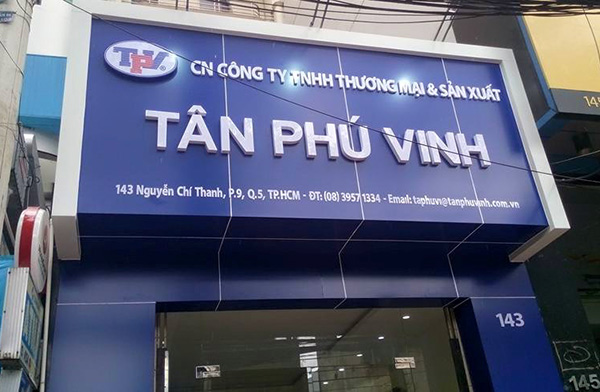 TPV ®
CN CÔNG TY TNHH THƯƠNG MẠI & SẢN XUẤT
TÂN PHÚ VINH
143 Nguyễn Chí Thanh, P.9, Q.5, TP.HCM - ĐT: (08) 3957 1334 - Email: taphuvi@tanphuvinh.com.vn
143
145
145